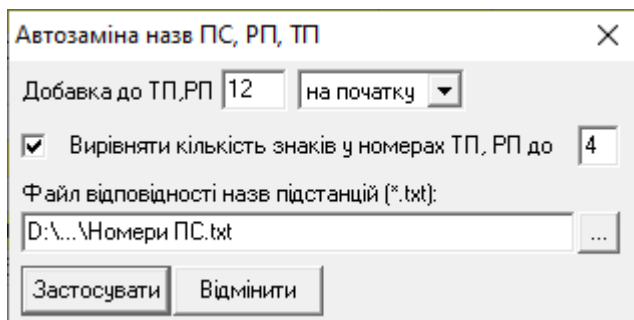 Автозаміна назв ПС, РП, ТП
Добавка до ТП,РП 12 на початку
Вирівняти кількість знаків у номерах ТП, РП до 4
Файл відповідності назв підстанцій (*.txt):
D:\...\Номери ПС.txt ...
Застосувати Відмінити